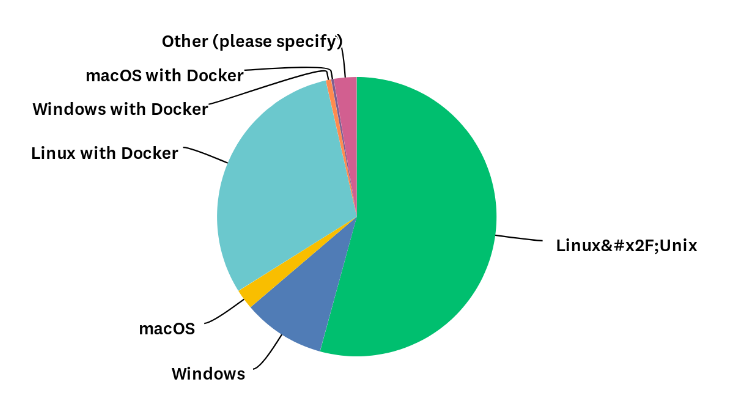 Other (please specify)
macOS with Docker
Windows with Docker
Linux with Docker
Linux&#x2F;Unix
macOS
Windows